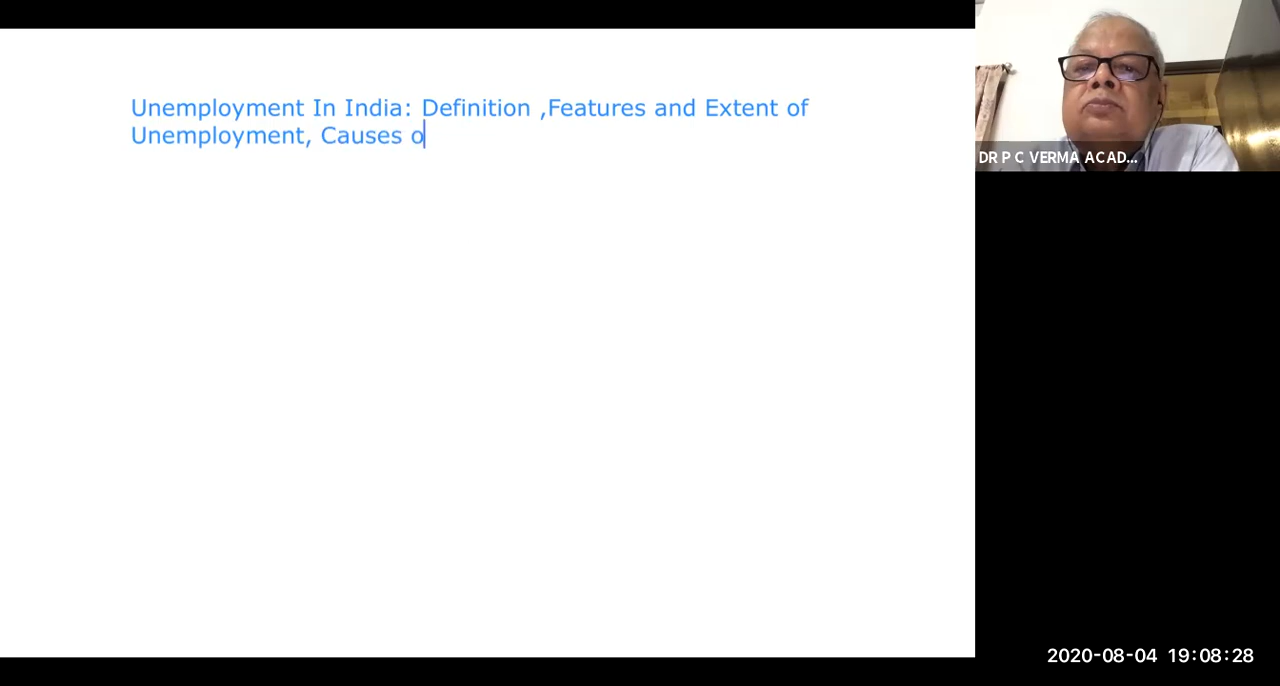 Unemployment In India: Definition ,Features and Extent of
Unemployment, Causes o
DR P C VERMA ACAD...
2020-08-04 19:08:28